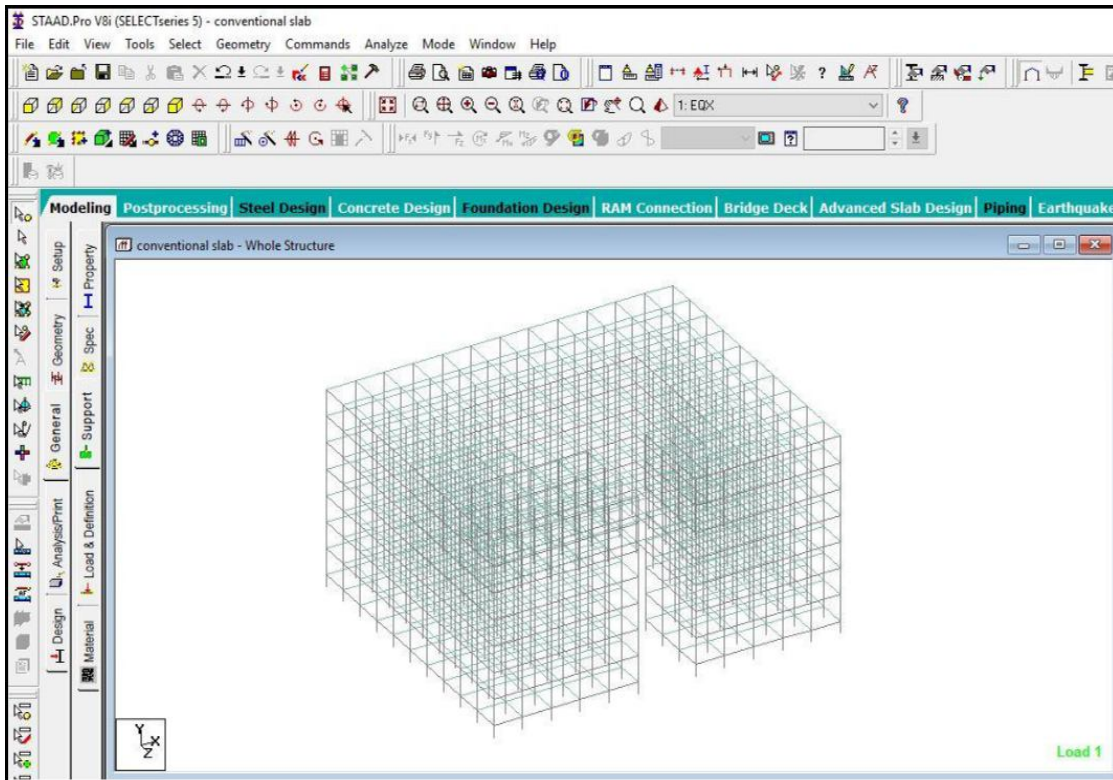 STAAD.Pro V8i (SELECTseries 5) - conventional slab
File Edit View Tools Select Geometry Commands Analyze Mode Window Help
1: EQX
Modeling Postprocessing Steel Design Concrete Design Foundation Design RAM Connection Bridge Deck Advanced Slab Design Piping Earthquake
conventional slab - Whole Structure
Setup
Geometry
General
Analysis/Print
Design
Property
Spec
Support
Load & Definition
Material
Y
X
Z
Load 1